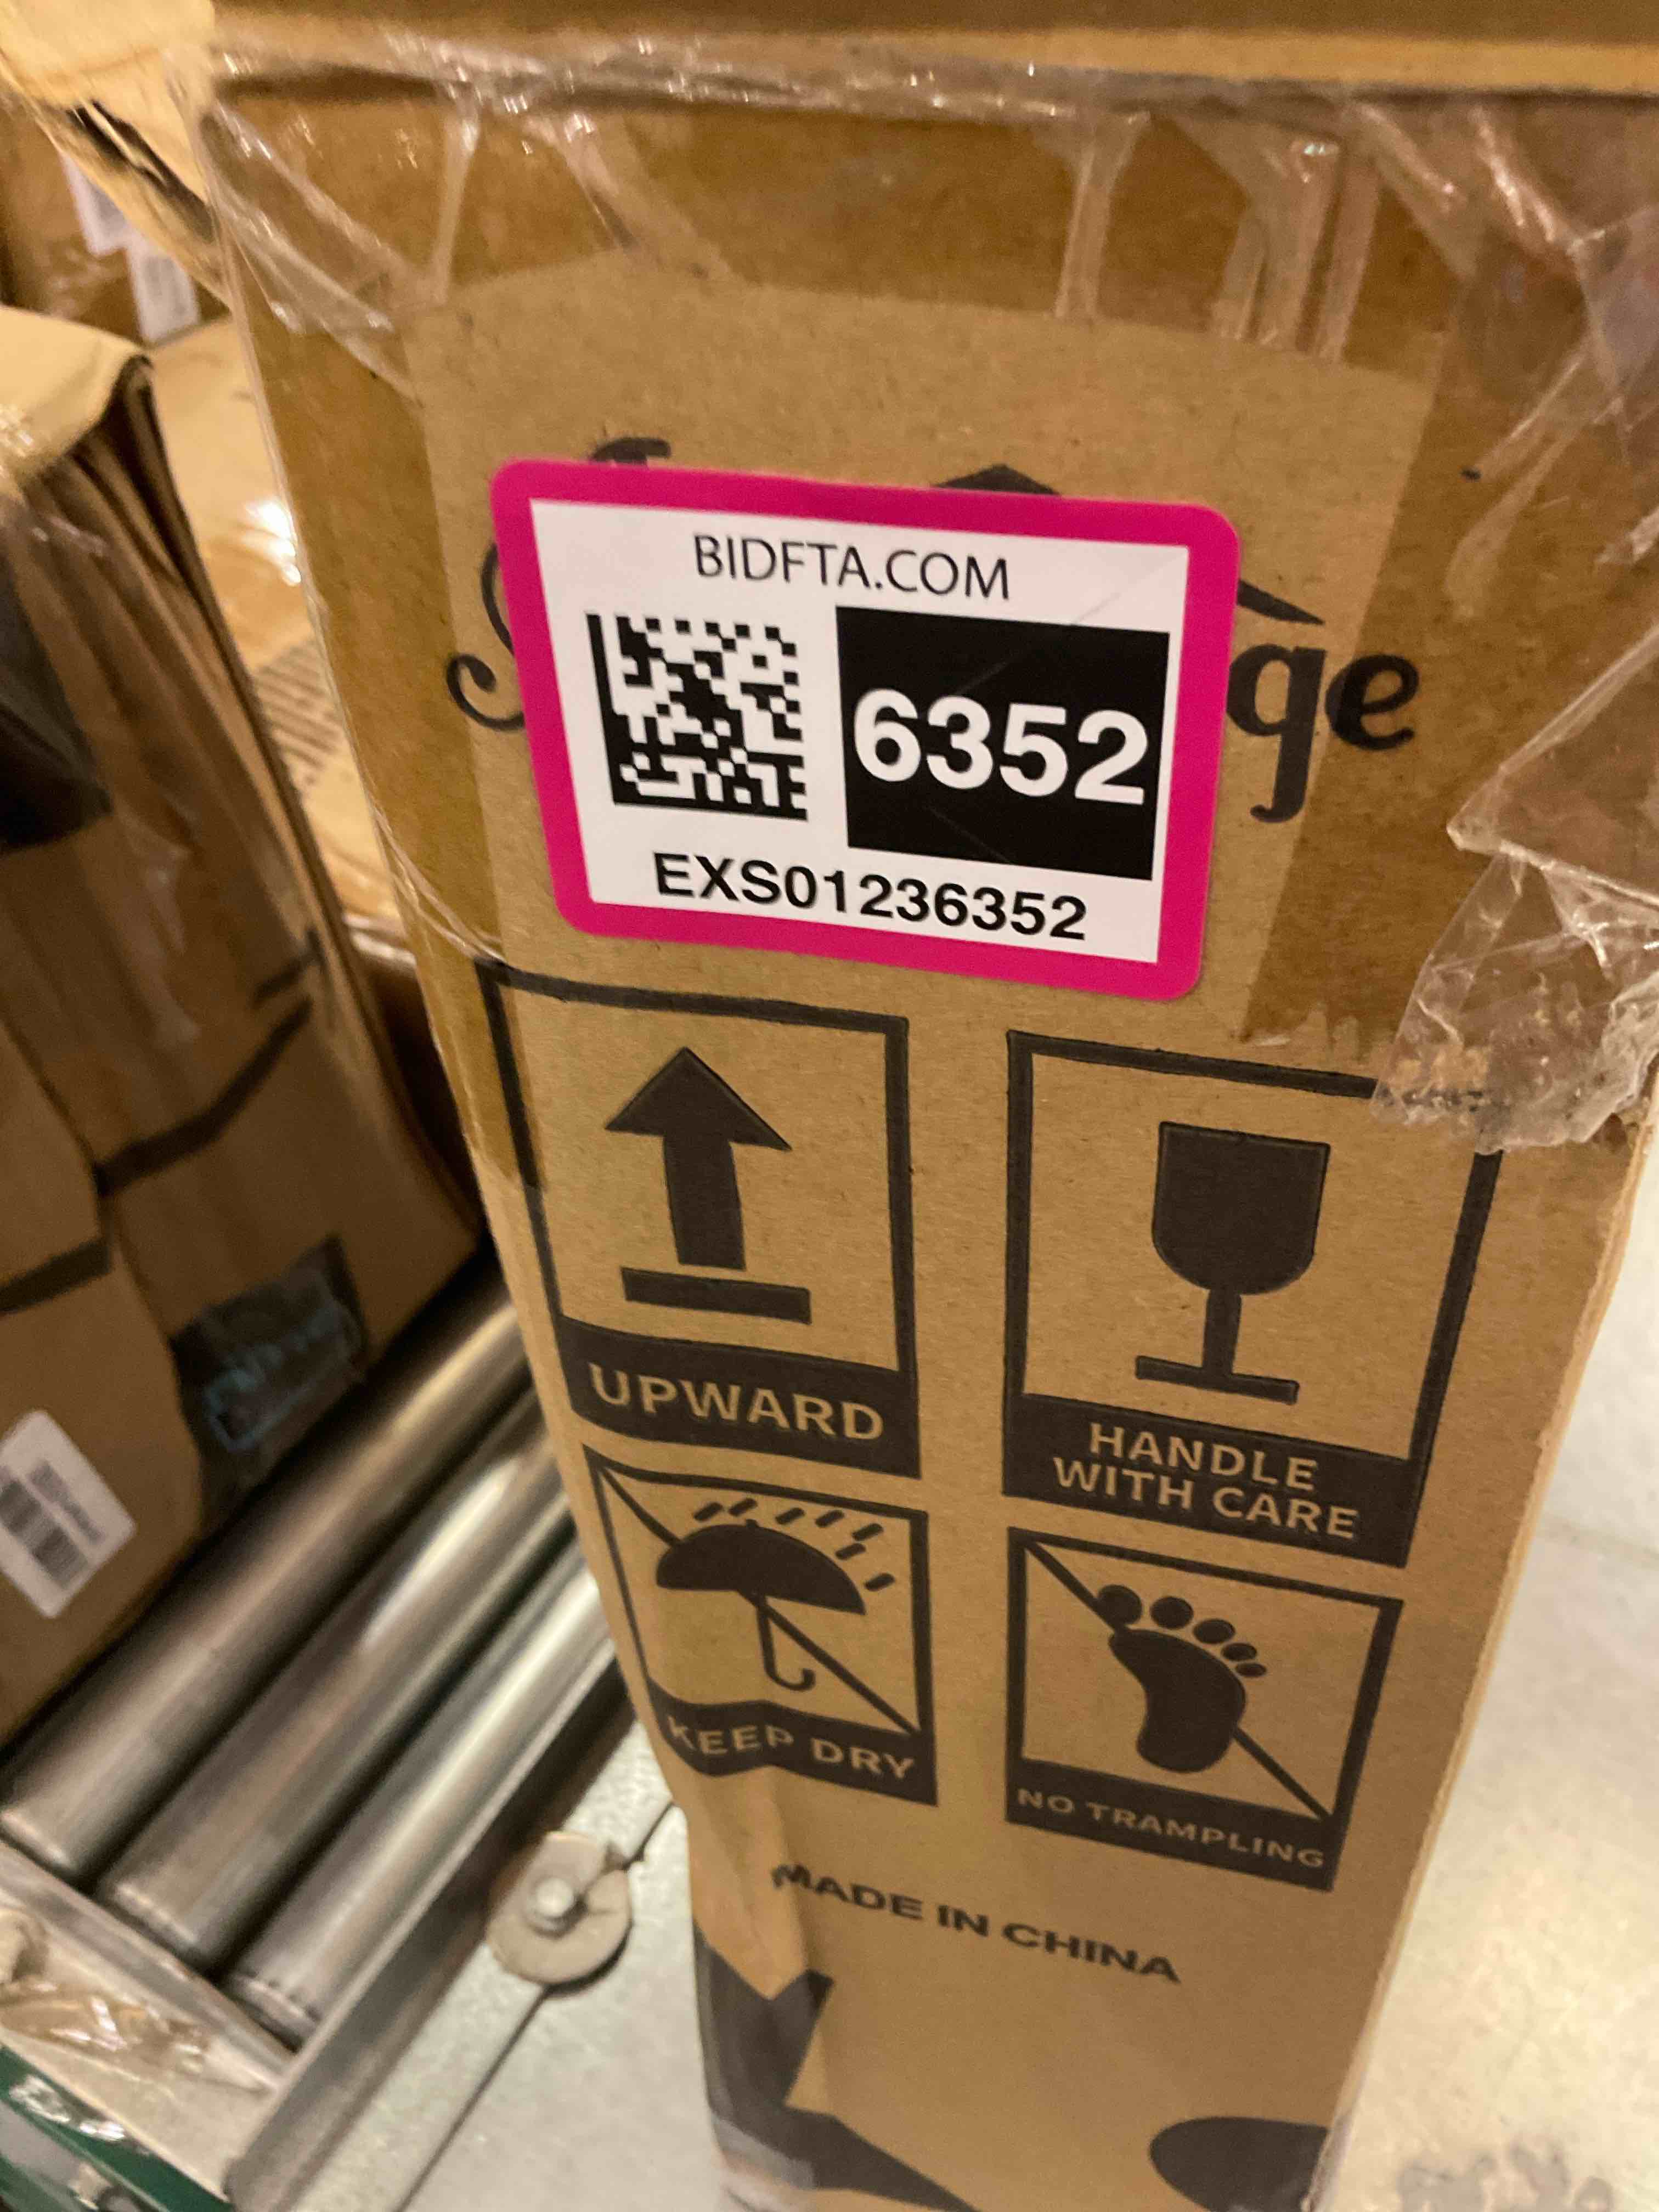 BIDFTA.COM
6352
EXS01236352
UPWARD
HANDLE
WITH CARE
KEEP DRY
NO TRAMPLING
MADE IN CHINA